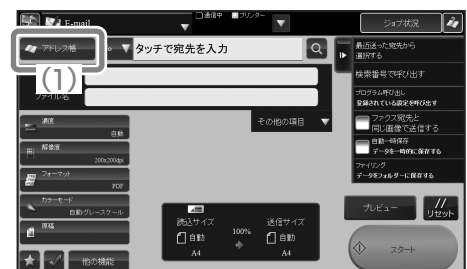 E-mail
通信中
プリンター
ジョブ状況
アドレス帳
タッチで宛先を入力
(1)
ファイル名
その他の項目
濃度
自動
解像度
200x200dpi
フォーマット
PDF
カラーモード
自動/グレースケール
原稿
他の機能
読込サイズ
自動
A4
100%
送信サイズ
自動
A4
最近送った宛先から
選択する
検索番号で呼び出す
プログラム呼び出し
登録されている設定を呼び出す
ファクス宛先と
同じ画像で送信する
自動一時保存
データを一時的に保存する
ファイリング
データをフォルダーに保存する
プレビュー
リセット
スタート